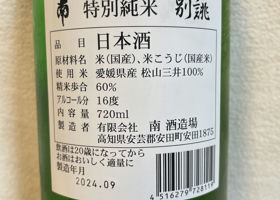 南 特別純米 別誂
品目 日本酒
原材料名 米(国産)、米こうじ(国産米)
使用米 愛媛県産 松山三井100%
精米歩合 60%
アルコール分 16度
内容量 720ml
製造者 有限会社 南 酒造場
高知県安芸郡安田町安田1875
飲酒は20歳になってから
お酒はおいしく適量に
製造年月
2024.09
4 516279 728119